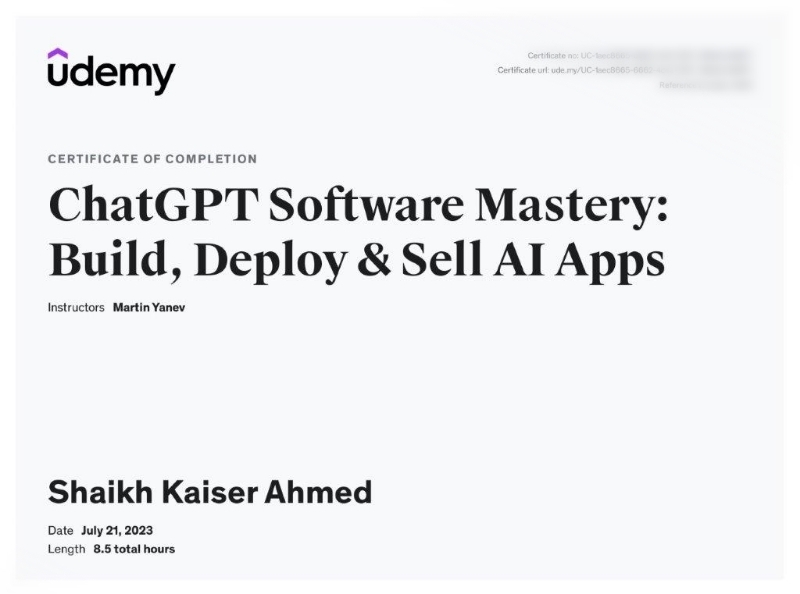 ûdemy
Certificate no:
Certificate url:
CERTIFICATE OF COMPLETION
ChatGPT Software Mastery:
Build, Deploy & Sell AI Apps
Instructors Martin Yanev
Shaikh Kaiser Ahmed
Date July 21, 2023
Length 8.5 total hours